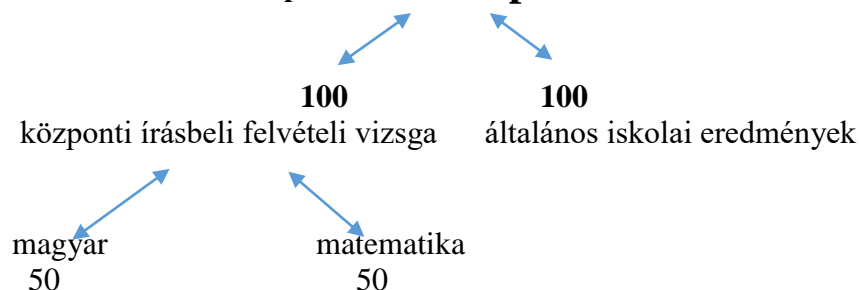 100 100
központi írásbeli felvételi vizsga általános iskolai eredmények
magyar matematika
50 50